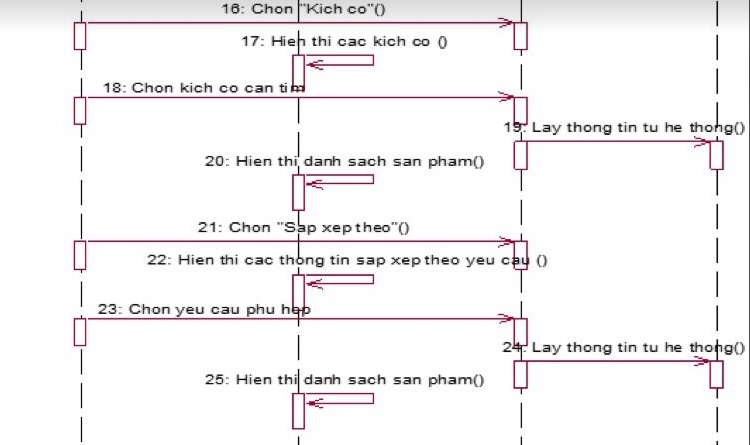 16: Chon "Kich co"()
17: Hien thi cac kich co ()
18: Chon kich co can tim
19: Lay thong tin tu he thong()
20: Hien thi danh sach san pham()
21: Chon "Sap xep theo"()
22: Hien thi cac thong tin sap xep theo yeu cau ()
23: Chon yeu cau phu hop
24: Lay thong tin tu he thong()
25: Hien thi danh sach san pham()